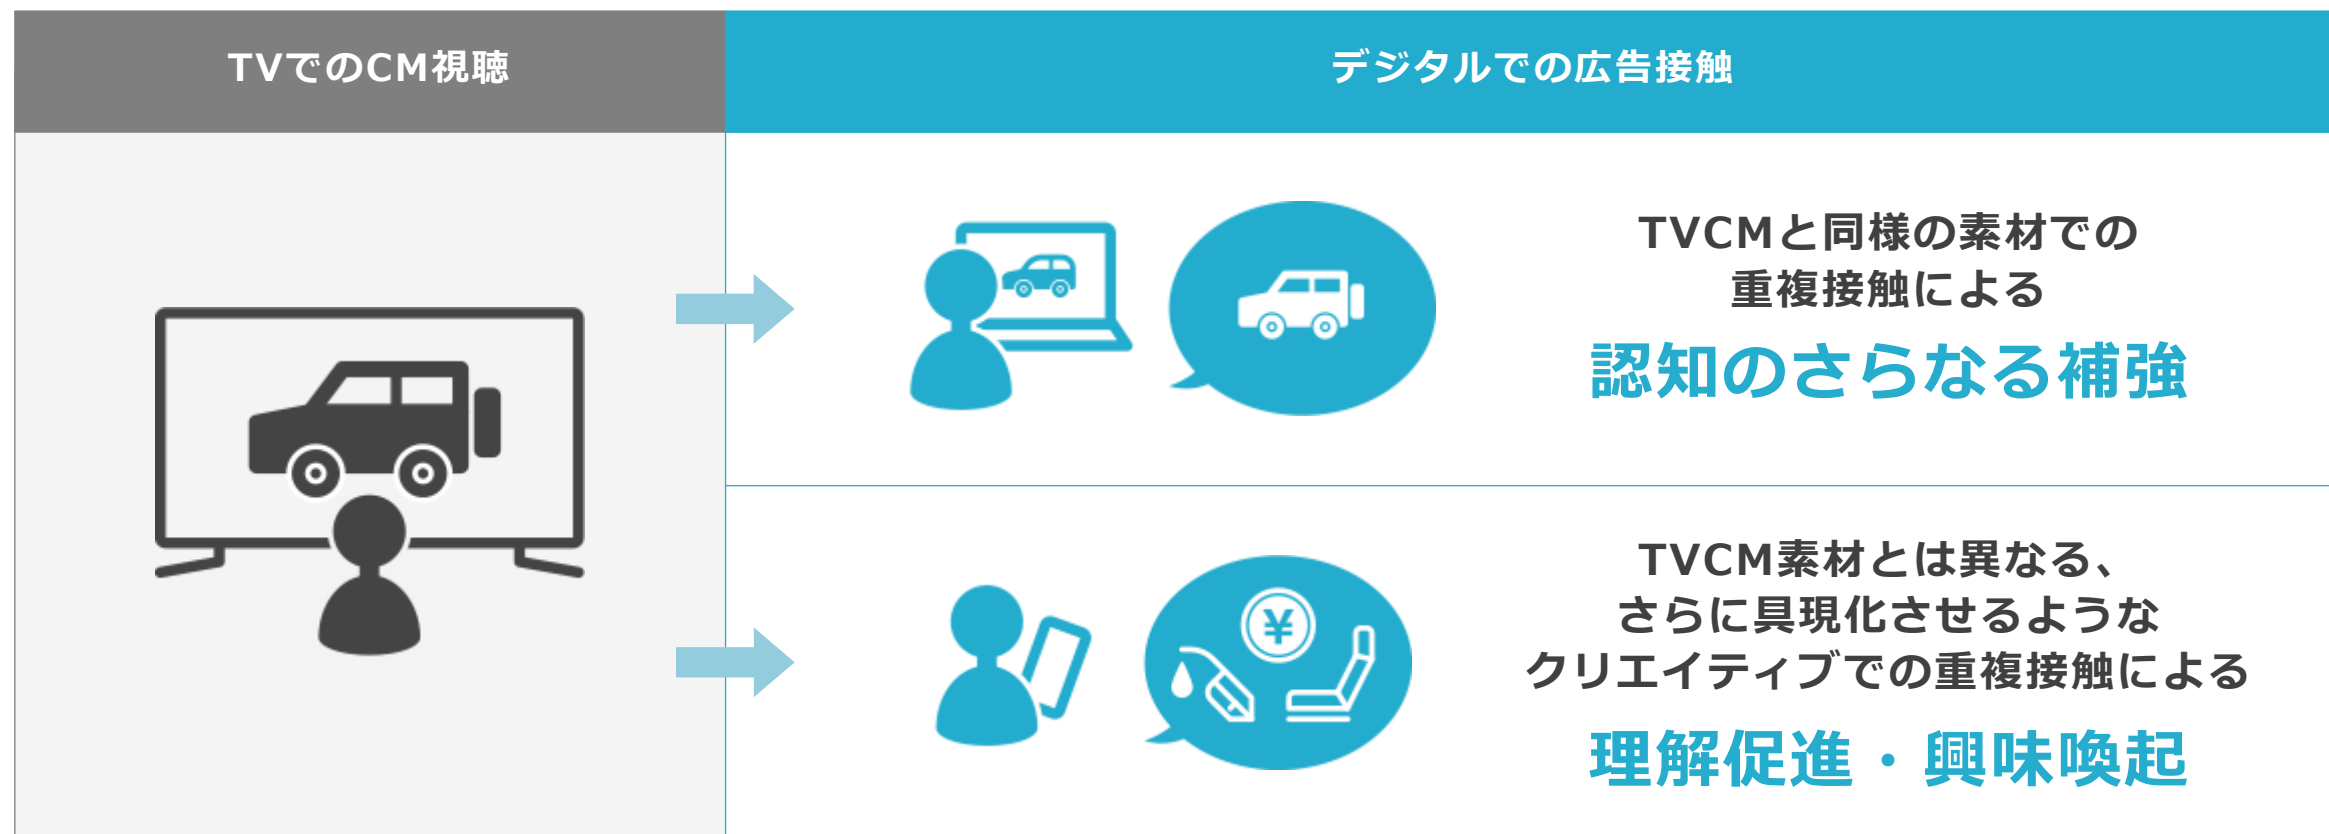 TVでのCM視聴
デジタルでの広告接触
TVCMと同様の素材での
重複接触による
認知のさらなる補強
¥
TVCM素材とは異なる、
さらに具現化させるような
クリエイティブでの重複接触による
理解促進・興味喚起